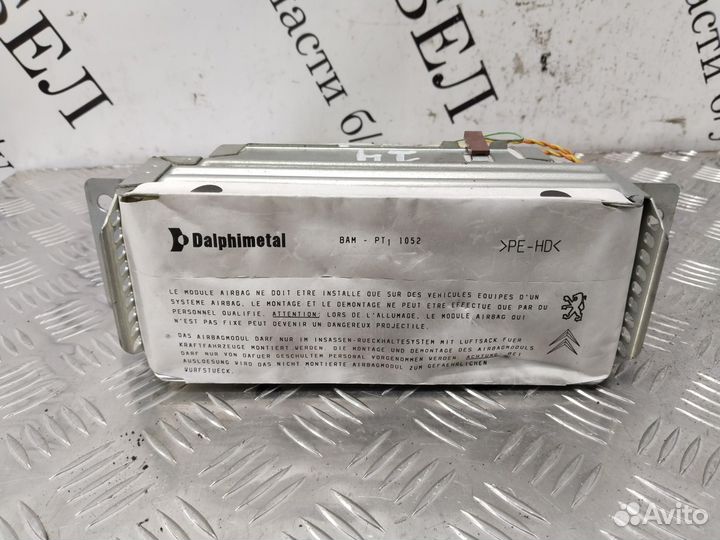 БЕЛ
части б/
БЕЛ
части б/
Dalphimetal
BAM - PT1 1052
>PE-HD<
LE MODULE AIRBAG NE DOIT ETRE INSTALLE QUE SUR DES VEHICULES EQUIPES D'UN
SYSTEME AIRBAG. LE MONTAGE ET LE DEMONTAGE NE PEUT ETRE EFFECTUE QUE PAR DU
PERSONNEL QUALIFIE. ATTENTION: LORS DE L'ALLUMAGE, LE MODULE AIRBAG QUI
N'EST PAS FIXE PEUT DEVENIR UN DANGEREUX PROJECTILE.
DAS AIRBAGMODUL DARF NUR IM INSASSEN-RUECKHALTESYSTEM MIT LUFTSACK FUER
KRAFTFAHRZEUGE MONTIERT WERDEN. DIE MONTAGE UND DEMONTAGE DES AIRBAGMODULS
DARF NUR VON DAFUER GESCHULTEM PERSONAL VORGENOMMEN WERDEN. ACHTUNG: BEI
AUSLOESUNG WIRD DAS NICHT MONTIERTE AIRBAGMODUL ZUM GEFAEHRLICHEN
WURFSTUECK.
Avito